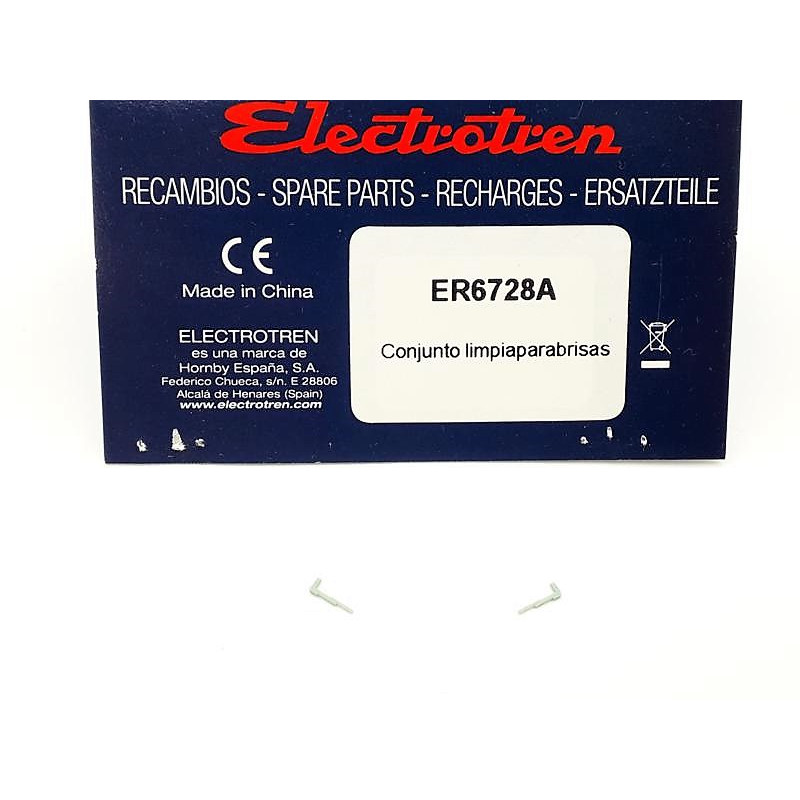 Electrotren
RECAMBIOS - SPARE PARTS - RECHARGES - ERSATZTEILE
CE
Made in China
ELECTROTREN
es una marca de
Hornby España, S.A.
Federico Chueca, s/n. E 28806
Alcalá de Henares (Spain)
www.electrotren.com
ER6728A
Conjunto limpiaparabrisas